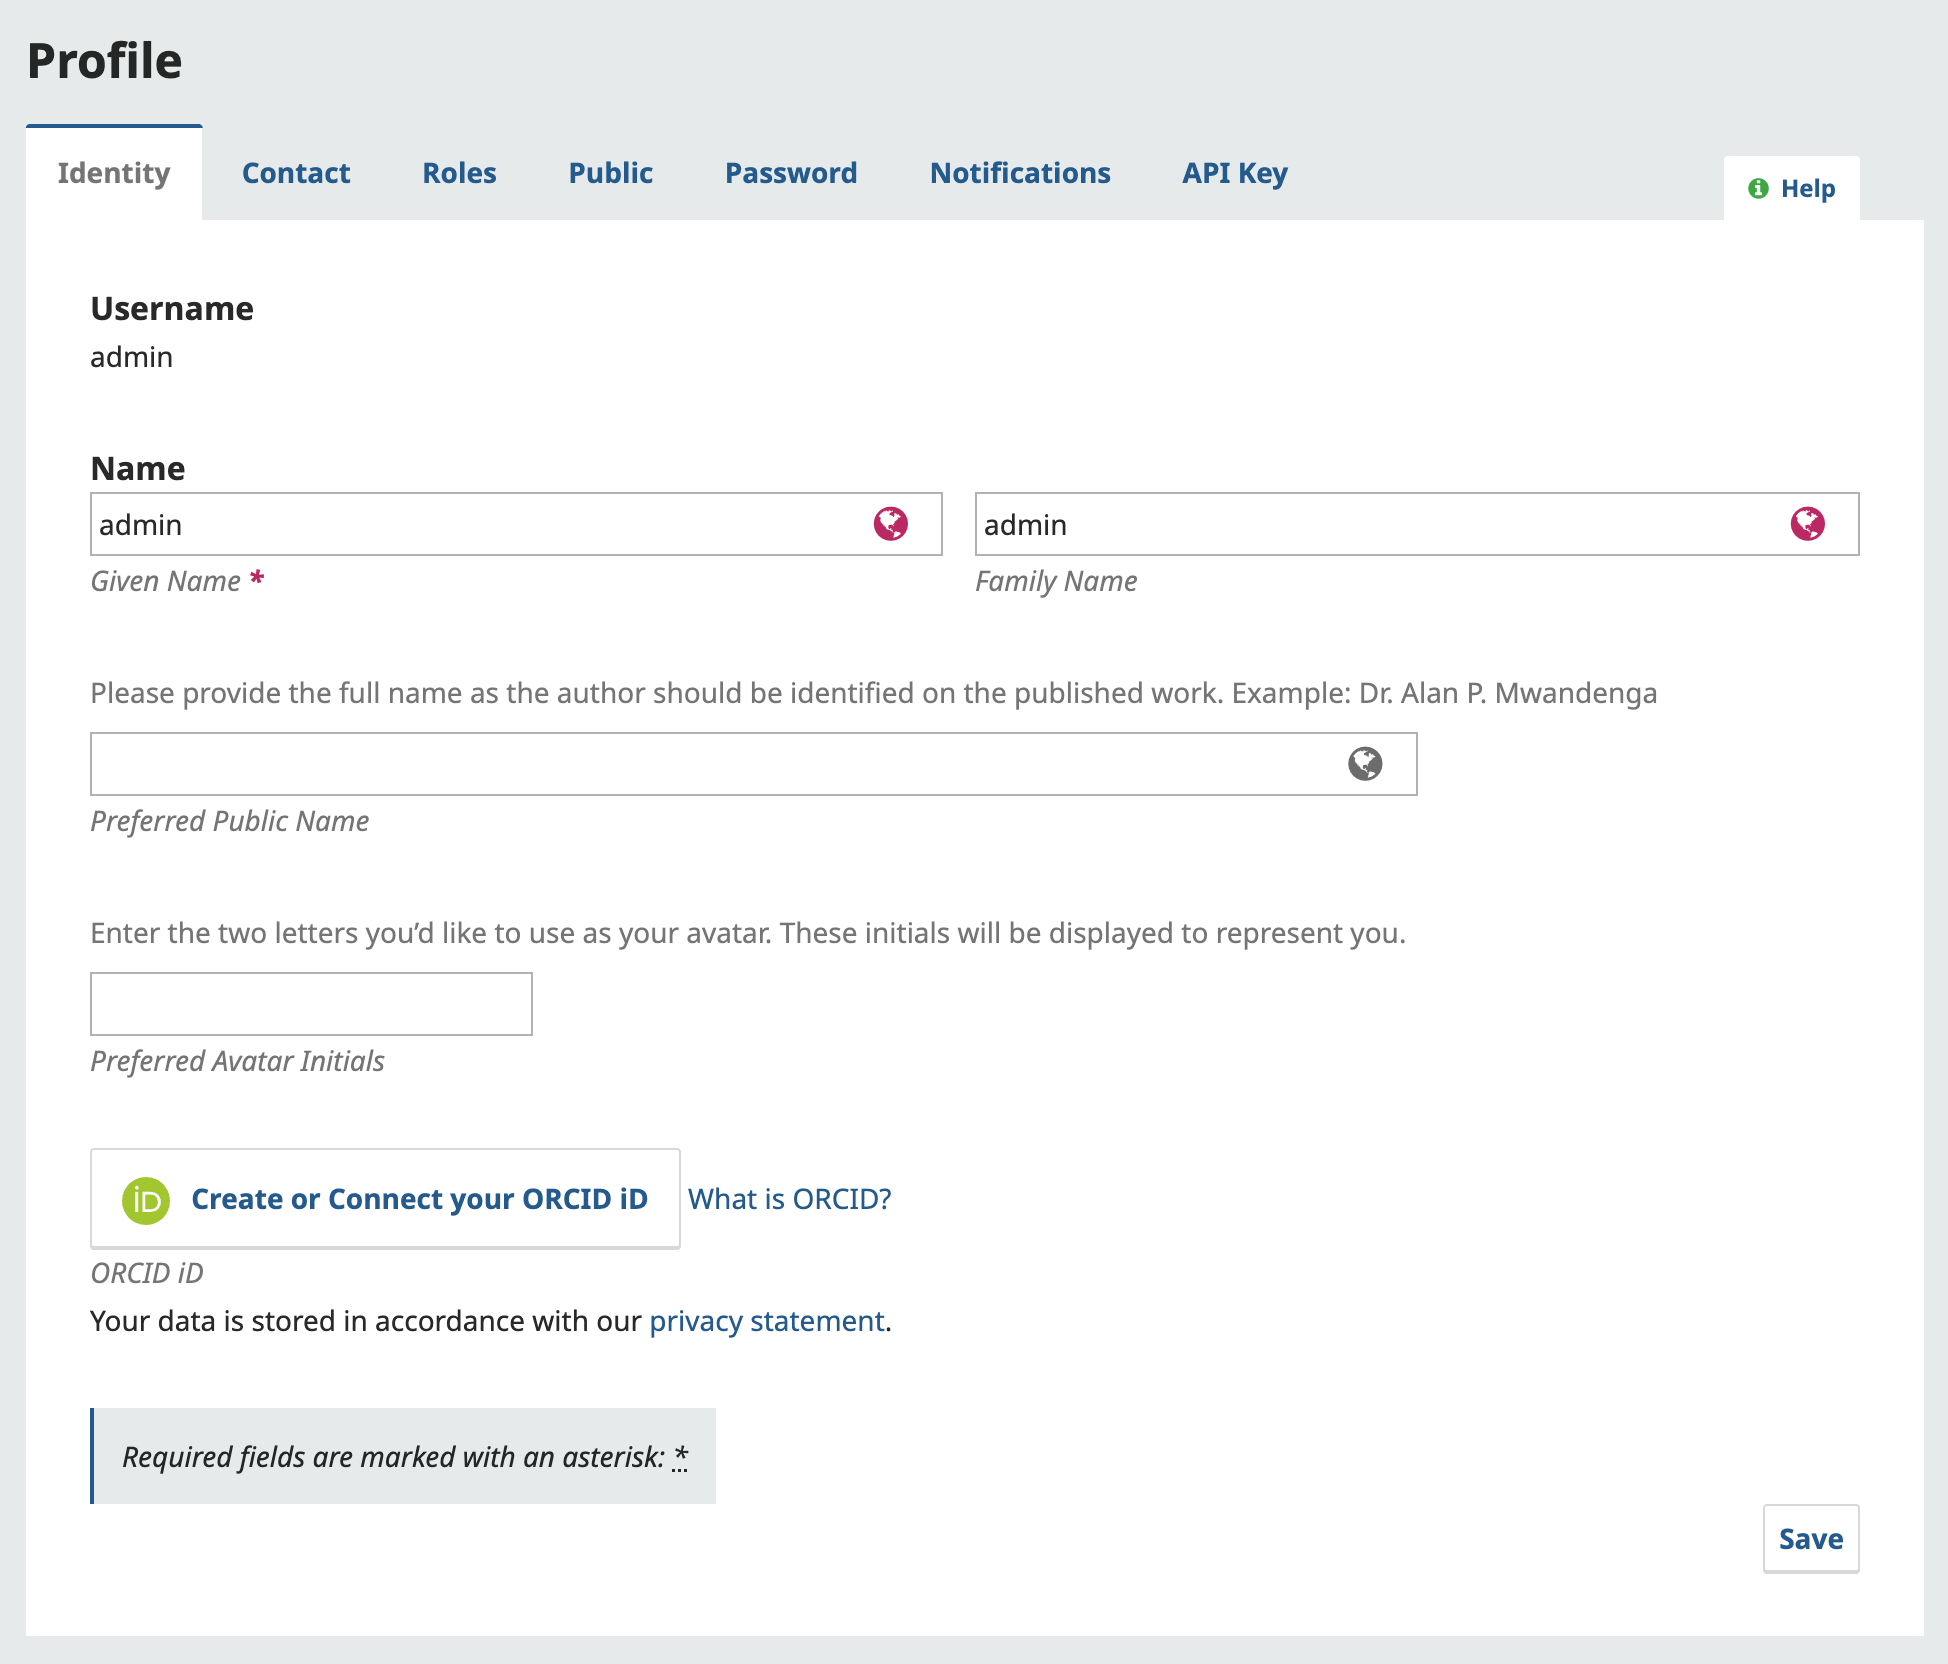 Profile
Identity Contact Roles Public Password Notifications API Key
Help
Username
admin
Name
admin admin
Given Name * Family Name
Please provide the full name as the author should be identified on the published work. Example: Dr. Alan P. Mwandenga
Preferred Public Name
Enter the two letters you’d like to use as your avatar. These initials will be displayed to represent you.
Preferred Avatar Initials
iD Create or Connect your ORCID iD What is ORCID?
ORCID iD
Your data is stored in accordance with our privacy statement.
Required fields are marked with an asterisk: *
Save